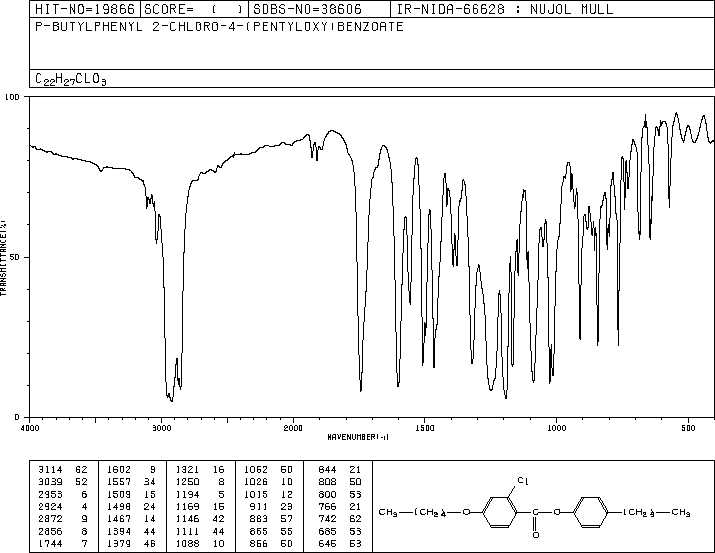 HIT-NO=19866 SCORE= ( ) SDBS-NO=38606 IR-NIDA-66628 : NUJOL MULL
P-BUTYLPHENYL 2-CHLORO-4-(PENTYLOXY)BENZOATE
C22H27CLO3
100
50
0
TRANSMITTANCE(%)
4000 3000 2000 1500 1000 500
WAVENUMBER(-1)
3114 62 1602 9 1321 16 1052 50 844 21
3039 52 1557 34 1250 8 1026 10 808 50
2953 6 1509 15 1194 5 1015 12 800 53
2924 4 1498 24 1169 15 911 23 766 21
2872 9 1467 14 1146 42 883 57 742 62
2856 8 1394 44 1111 44 865 55 685 53
1744 7 1379 46 1088 10 856 50 645 53
Cl
CH3 (CH2)4 O C O (CH2)3 CH3
O